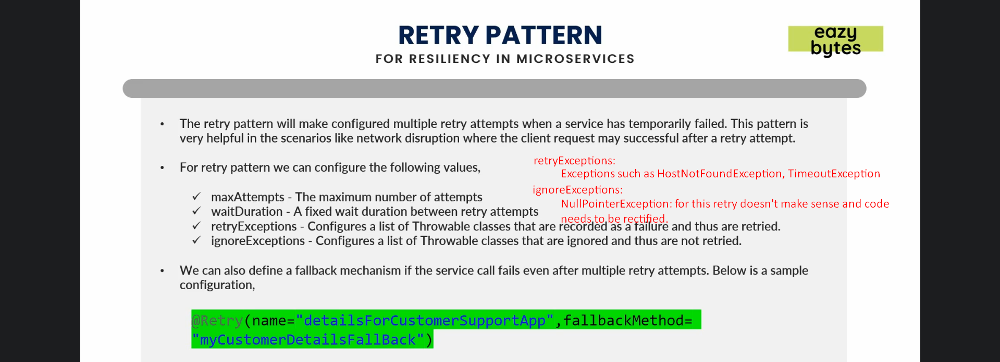 RETRY PATTERN
FOR RESILIENCY IN MICROSERVICES
eazy
bytes
• The retry pattern will make configured multiple retry attempts when a service has temporarily failed. This pattern is
very helpful in the scenarios like network disruption where the client request may successful after a retry attempt.
• For retry pattern we can configure the following values,
retryExceptions:
Exceptions such as HostNotFoundException, TimeoutException
ignoreExceptions:
NullPointerException: for this retry doesn't make sense and code
needs to be rectified.
✓ maxAttempts - The maximum number of attempts
✓ waitDuration - A fixed wait duration between retry attempts
✓ retryExceptions - Configures a list of Throwable classes that are recorded as a failure and thus are retried.
✓ ignoreExceptions - Configures a list of Throwable classes that are ignored and thus are not retried.
• We can also define a fallback mechanism if the service call fails even after multiple retry attempts. Below is a sample
configuration,
@Retry(name="detailsForCustomerSupportApp",fallbackMethod=
"myCustomerDetailsFallBack")